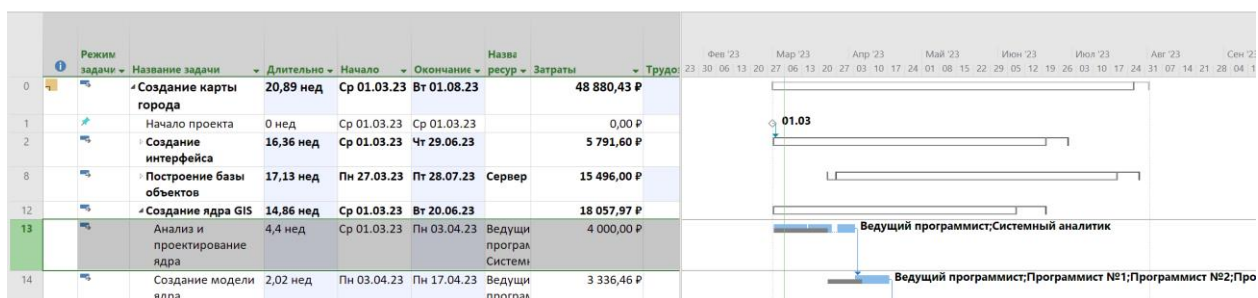 Фев '23 Мар '23 Апр '23 Май '23 Июн '23 Июл '23 Авг '23 Сен '23
Режим задачи Название задачи Длительно Начало Окончание Назва ресур Затраты Трудоз
23 30 06 13 20 27 06 13 20 27 03 10 17 24 01 08 15 22 29 05 12 19 26 03 10 17 24 31 07 14 21 28 04
0 Создание карты города 20,89 нед Ср 01.03.23 Вт 01.08.23 48 880,43 ₽
1 Начало проекта 0 нед Ср 01.03.23 Ср 01.03.23 0,00 ₽ 01.03
2 Создание интерфейса 16,36 нед Ср 01.03.23 Чт 29.06.23 5 791,60 ₽
8 Построение базы объектов 17,13 нед Пн 27.03.23 Пт 28.07.23 Сервер 15 496,00 ₽
12 Создание ядра GIS 14,86 нед Ср 01.03.23 Вт 20.06.23 18 057,97 ₽
13 Анализ и проектирование ядра 4,4 нед Ср 01.03.23 Пн 03.04.23 Ведущи програм Систем 4 000,00 ₽ Ведущий программист;Системный аналитик
14 Создание модели ядра 2,02 нед Пн 03.04.23 Пн 17.04.23 Ведущи 3 336,46 ₽ Ведущий программист;Программист №1;Программист №2;Про